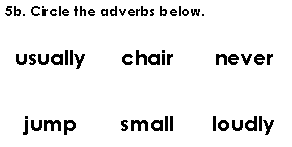 5b. Circle the adverbs below.
usually chair never
jump small loudly